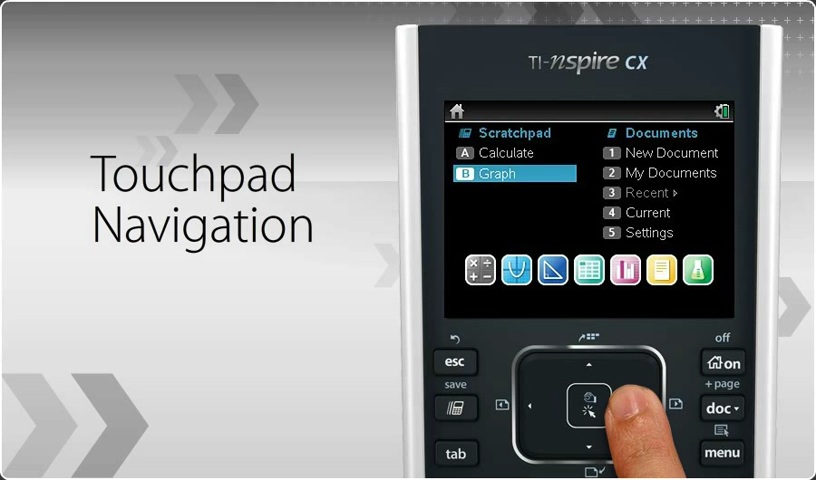 Touchpad
Navigation
TI-nspire CX
Scratchpad
A Calculate
B Graph
Documents
1 New Document
2 My Documents
3 Recent
4 Current
5 Settings
esc
save
tab
off
on
+ page
doc
menu